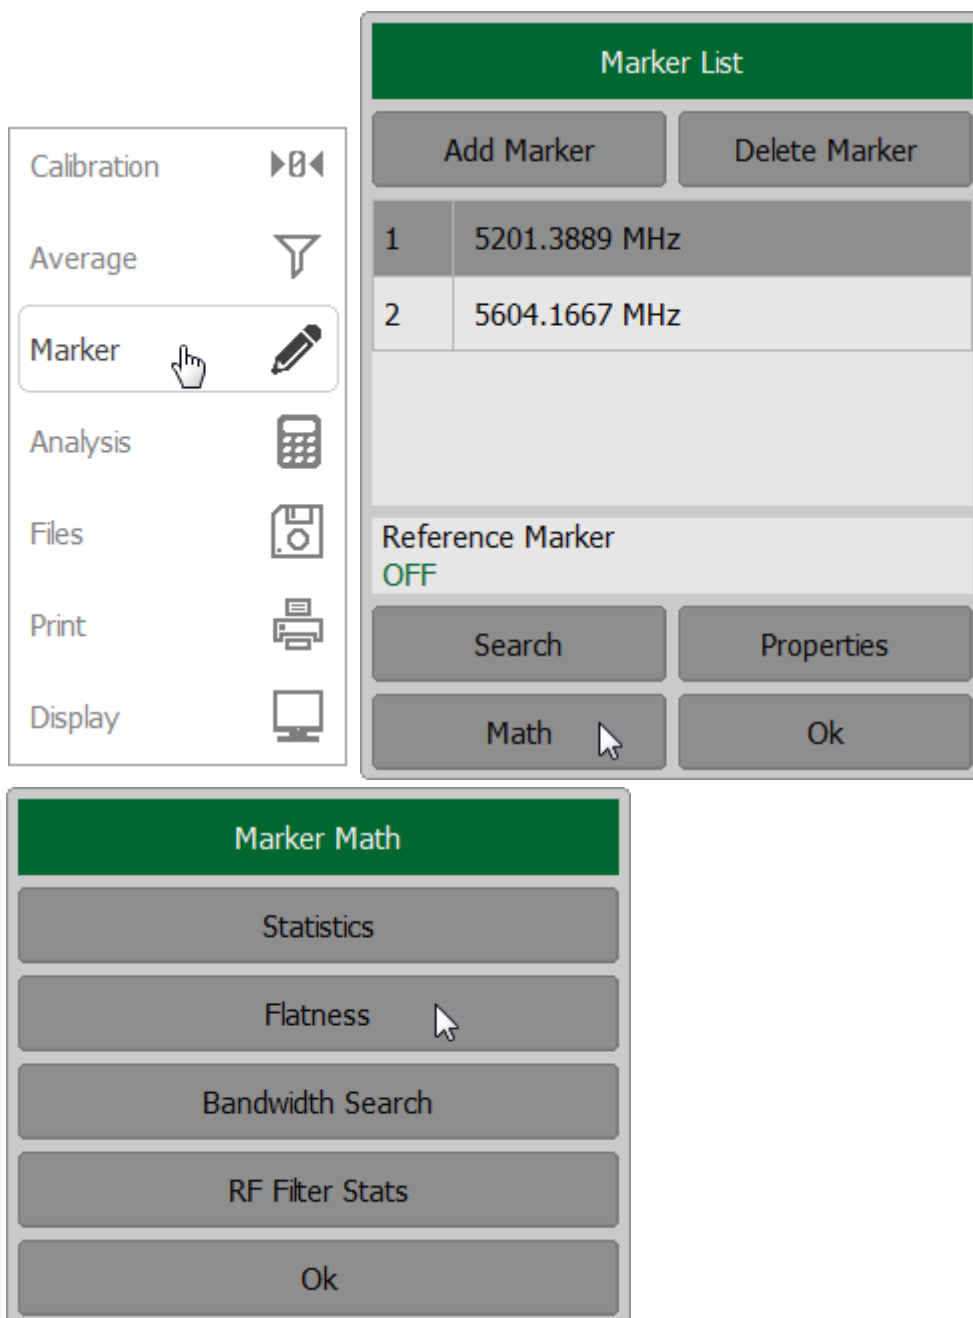 Calibration
Average
Marker
Analysis
Files
Print
Display
Marker List
Add Marker Delete Marker
1 5201.3889 MHz
2 5604.1667 MHz
Reference Marker
OFF
Search Properties
Math Ok
Marker Math
Statistics
Flatness
Bandwidth Search
RF Filter Stats
Ok